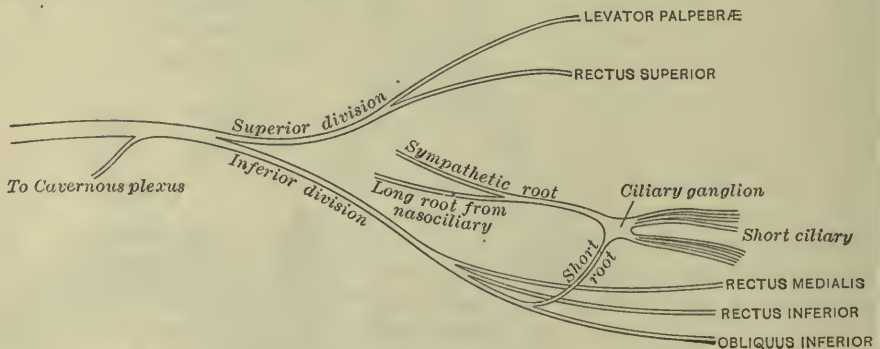 LEVATOR PALPEBRÆ
RECTUS SUPERIOR
Superior division
Inferior division
To Cavernous plexus
Sympathetic root
Long root from
nasociliary
Ciliary ganglion
Short ciliary
Short
root
RECTUS MEDIALIS
RECTUS INFERIOR
OBLIQUUS INFERIOR